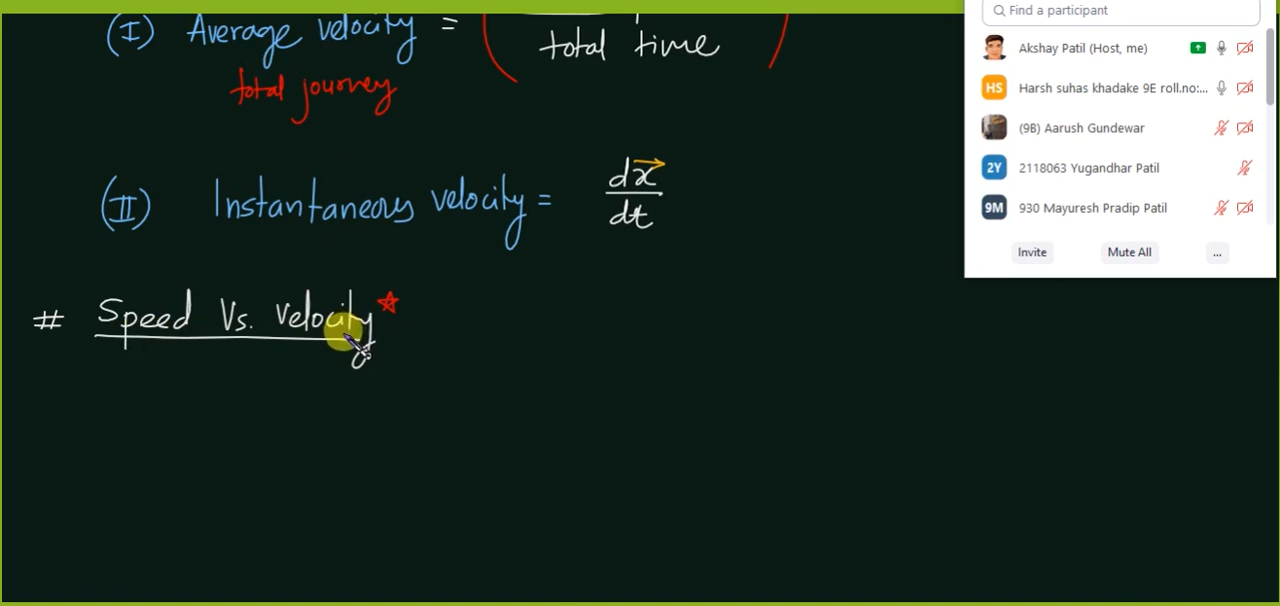 (I) Average velocity = ( total time )
total journey
(II) Instantaneous velocity = dx⃗
dt
# Speed Vs. Velocity ☆
Find a participant
Akshay Patil (Host, me)
HS Harsh suhas khadake 9E roll.no:...
(9B) Aarush Gundewar
2Y 2118063 Yugandhar Patil
9M 930 Mayuresh Pradip Patil
Invite Mute All ...